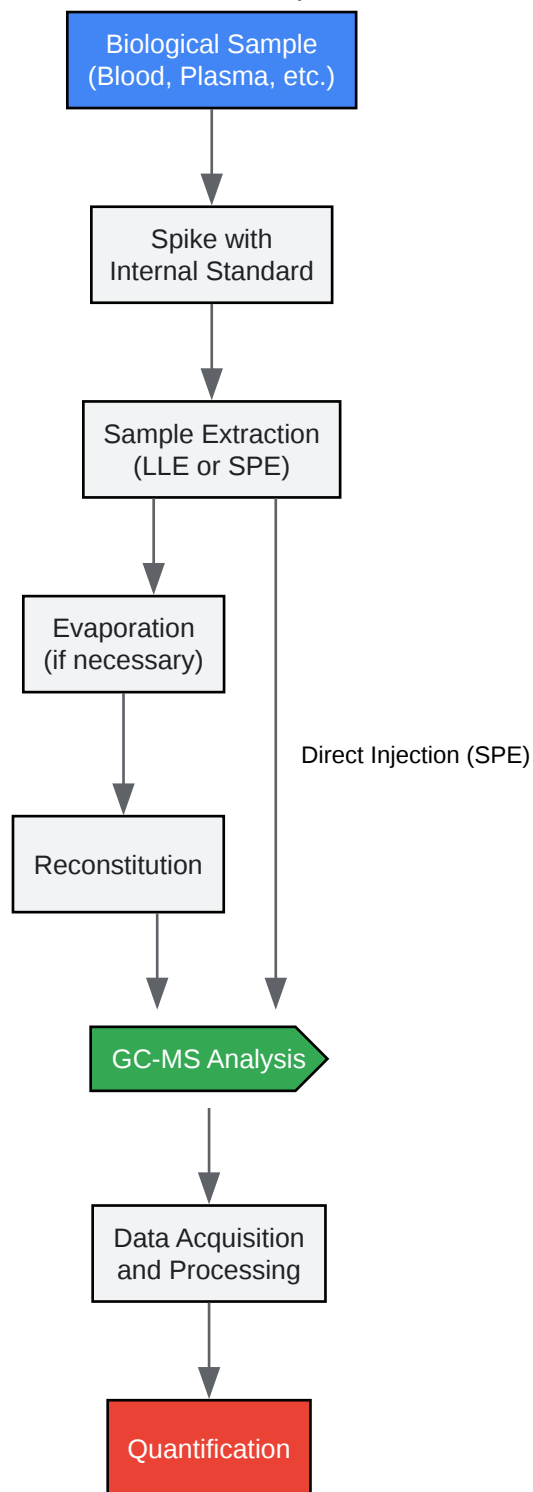 Biological Sample
(Blood, Plasma, etc.)
Spike with
Internal Standard
Sample Extraction
(LLE or SPE)
Evaporation
(if necessary)
Direct Injection (SPE)
Reconstitution
GC-MS Analysis
Data Acquisition
and Processing
Quantification